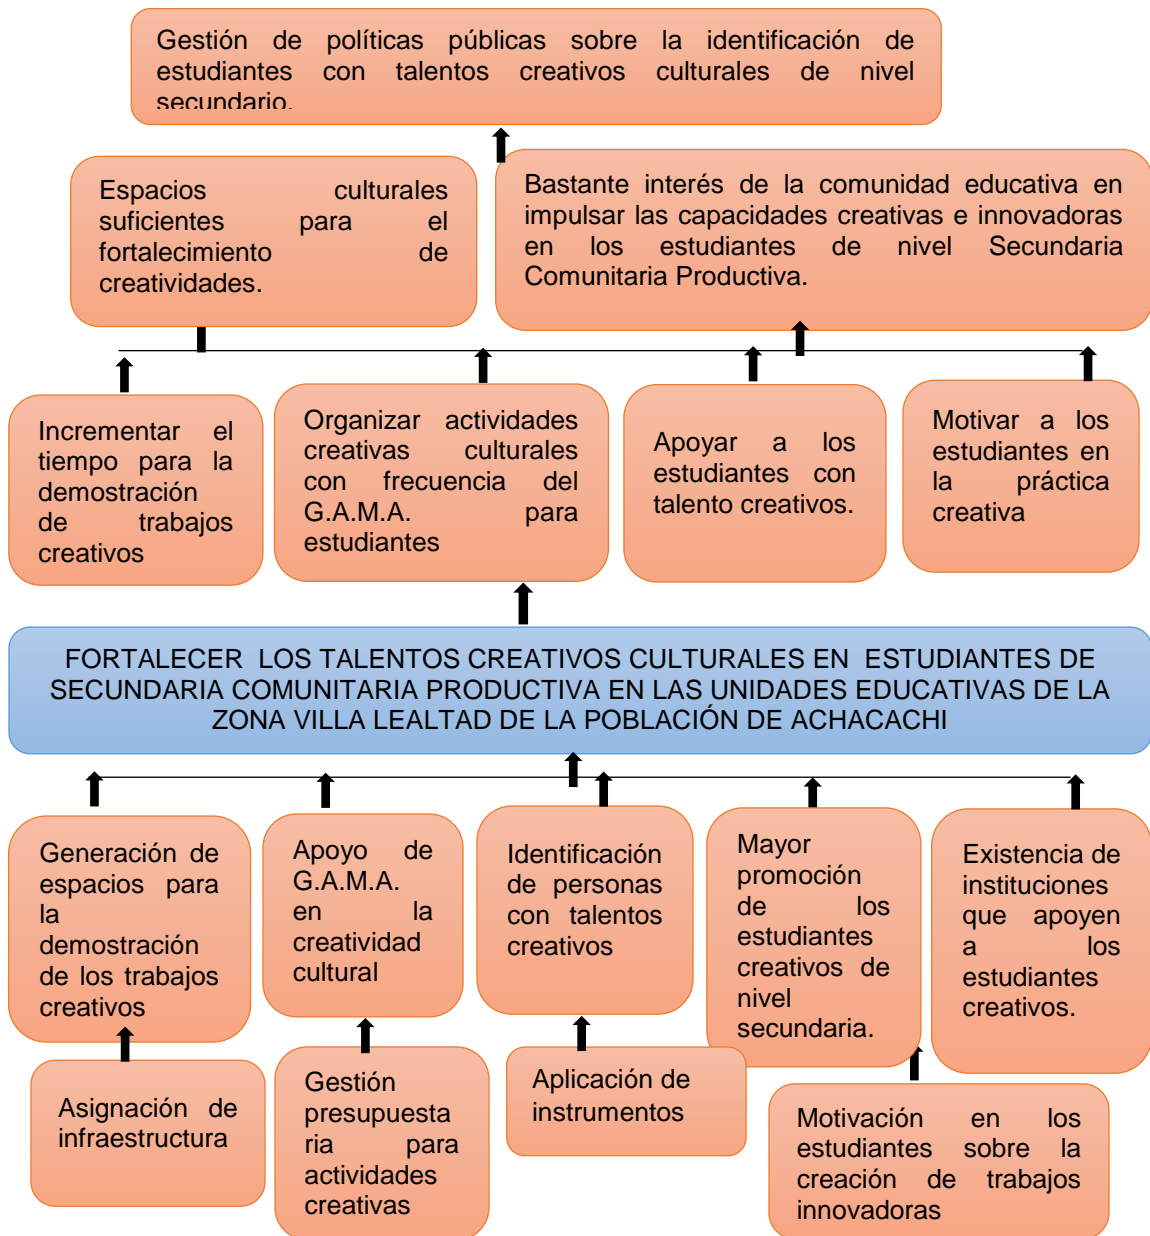 Gestión de políticas públicas sobre la identificación de
estudiantes con talentos creativos culturales de nivel
secundario.
Espacios culturales
suficientes para el
fortalecimiento de
creatividades.
Bastante interés de la comunidad educativa en
impulsar las capacidades creativas e innovadoras
en los estudiantes de nivel Secundaria
Comunitaria Productiva.
Incrementar el
tiempo para la
demostración
de trabajos
creativos
Organizar actividades
creativas culturales
con frecuencia del
G.A.M.A. para
estudiantes
Apoyar a los
estudiantes con
talento creativos.
Motivar a los
estudiantes en
la práctica
creativa
FORTALECER LOS TALENTOS CREATIVOS CULTURALES EN ESTUDIANTES DE
SECUNDARIA COMUNITARIA PRODUCTIVA EN LAS UNIDADES EDUCATIVAS DE LA
ZONA VILLA LEALTAD DE LA POBLACIÓN DE ACHACACHI
Generación de
espacios para
la
demostración
de los trabajos
creativos
Apoyo de
G.A.M.A.
en la
creatividad
cultural
Identificación
de personas
con talentos
creativos
Mayor
promoción
de los
estudiantes
creativos de
nivel
secundaria.
Existencia de
instituciones
que apoyen
a los
estudiantes
creativos.
Asignación de
infraestructura
Gestión
presupuesta
ria para
actividades
creativas
Aplicación de
instrumentos
Motivación en los
estudiantes sobre la
creación de trabajos
innovadoras